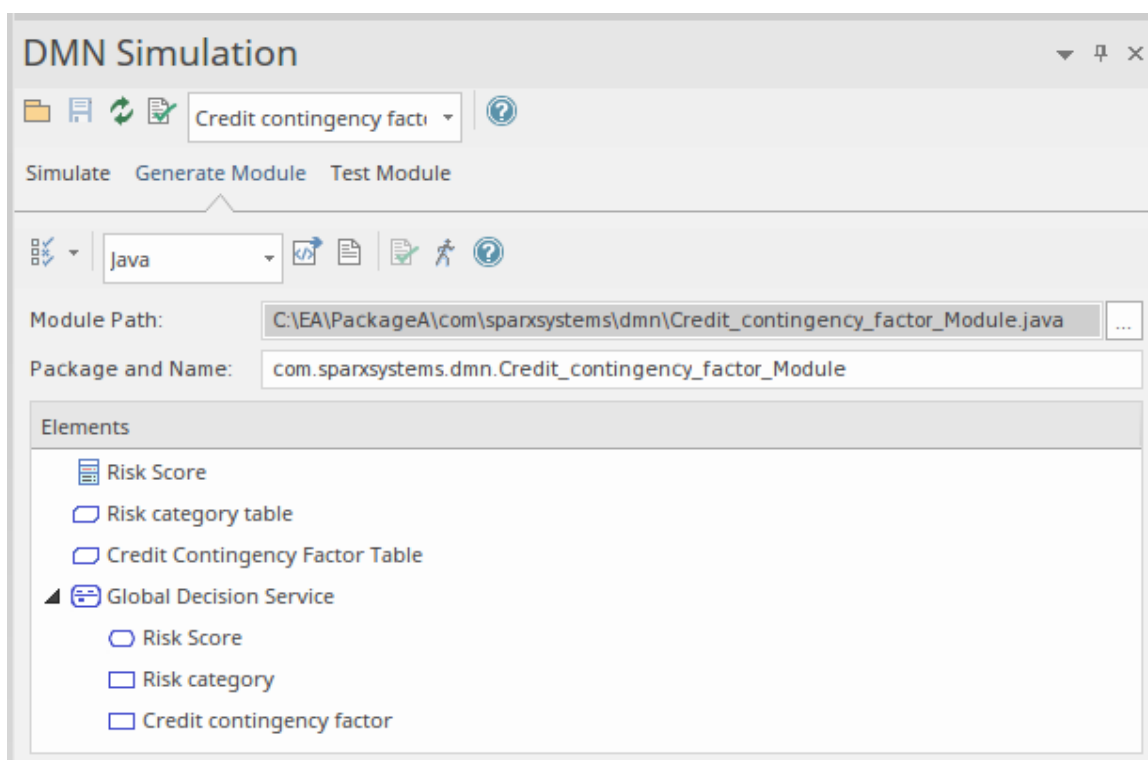 DMN Simulation
Credit contingency fact
Simulate Generate Module Test Module
Java
Module Path: C:\EA\PackageA\com\sparxsystems\dmn\Credit_contingency_factor_Module.java ...
Package and Name: com.sparxsystems.dmn.Credit_contingency_factor_Module
Elements
Risk Score
Risk category table
Credit Contingency Factor Table
Global Decision Service
Risk Score
Risk category
Credit contingency factor